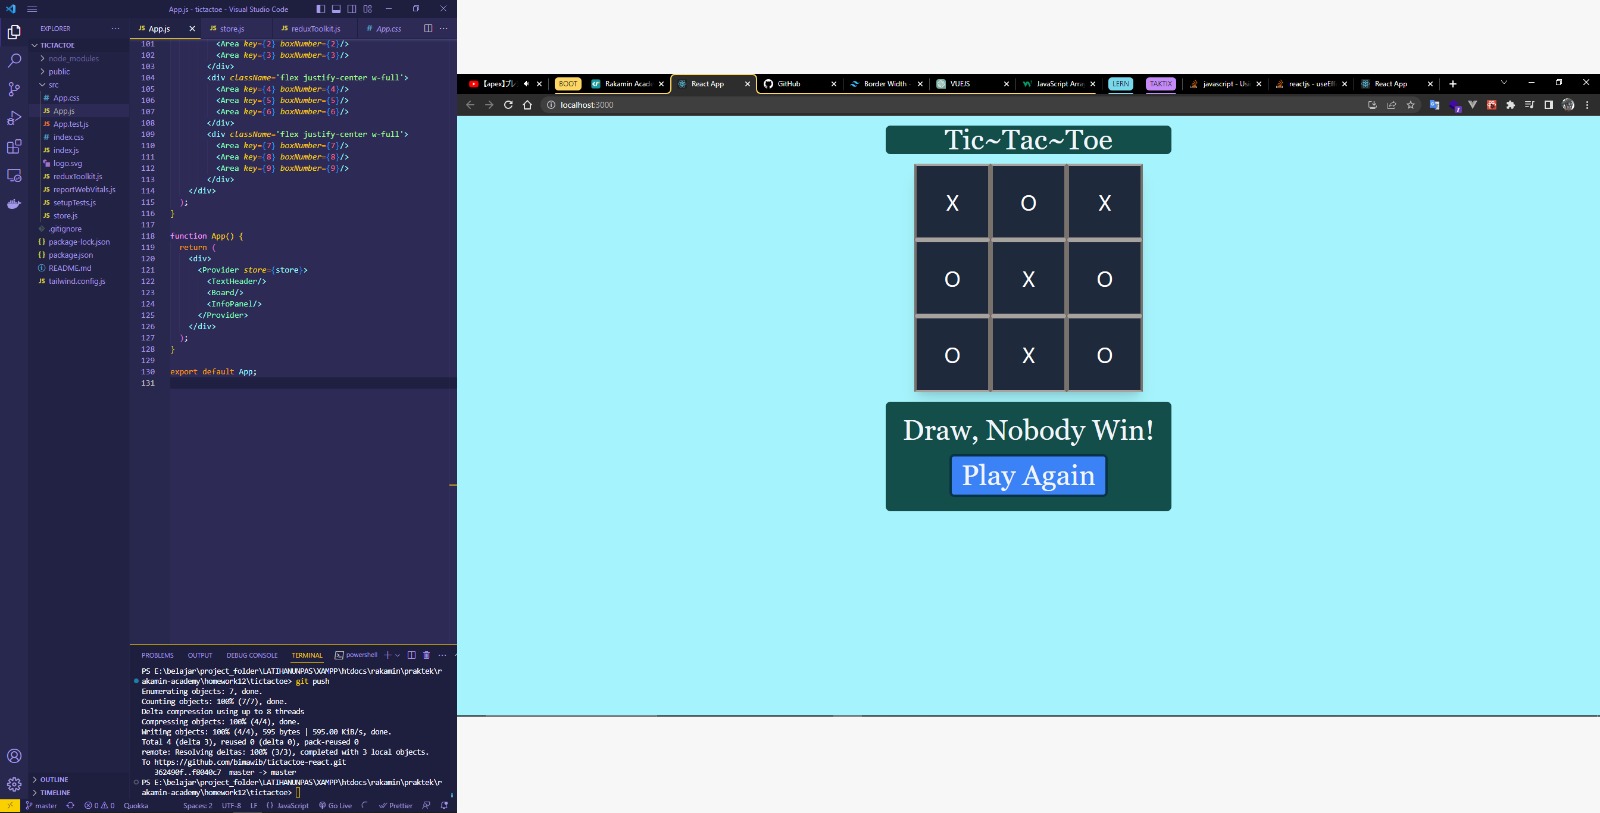 App.js - tictactoe - Visual Studio Code
EXPLORER
TICTACTOE
node_modules
public
src
App.css
App.js
App.test.js
index.css
index.js
logo.svg
reduxToolkit.js
reportWebVitals.js
setupTests.js
store.js
.gitignore
package-lock.json
package.json
README.md
tailwind.config.js
OUTLINE
TIMELINE
App.js
store.js
reduxToolkit.js
App.css
101 <Area key={2} boxNumber={2}/>
102 <Area key={3} boxNumber={3}/>
103 </div>
104 <div className='flex justify-center w-full'>
105 <Area key={4} boxNumber={4}/>
106 <Area key={5} boxNumber={5}/>
107 <Area key={6} boxNumber={6}/>
108 </div>
109 <div className='flex justify-center w-full'>
110 <Area key={7} boxNumber={7}/>
111 <Area key={8} boxNumber={8}/>
112 <Area key={9} boxNumber={9}/>
113 </div>
114 </div>
115 );
116 }
117
118 function App() {
119 return (
120 <div>
121 <Provider store={store}>
122 <TextHeader/>
123 <Board/>
124 <InfoPanel/>
125 </Provider>
126 </div>
127 );
128 }
129
130 export default App;
131
PROBLEMS OUTPUT DEBUG CONSOLE TERMINAL powershell
PS E:\belajar\project_folder\LATIHANUNPAS\XAMPP\htdocs\rakamin\praktek\r
akamin-academy\homework12\tictactoe> git push
Enumerating objects: 7, done.
Counting objects: 100% (7/7), done.
Delta compression using up to 8 threads
Compressing objects: 100% (4/4), done.
Writing objects: 100% (4/4), 595 bytes | 595.00 KiB/s, done.
Total 4 (delta 3), reused 0 (delta 0), pack-reused 0
remote: Resolving deltas: 100% (3/3), completed with 3 local objects.
To https://github.com/bimawib/tictactoe-react.git
362490f..f8040c7 master -> master
PS E:\belajar\project_folder\LATIHANUNPAS\XAMPP\htdocs\rakamin\praktek\r
akamin-academy\homework12\tictactoe>
master 0 0 Quokka Spaces: 2 UTF-8 LF {} JavaScript Go Live Prettier
BOOT
Rakamin Acade
React App
GitHub
Border Width
VUEJS
JavaScript Arra
LERN
TAKTIX
javascript - Us
reactjs - useEff
React App
localhost:3000
Tic~Tac~Toe
X O X
O X O
O X O
Draw, Nobody Win!
Play Again